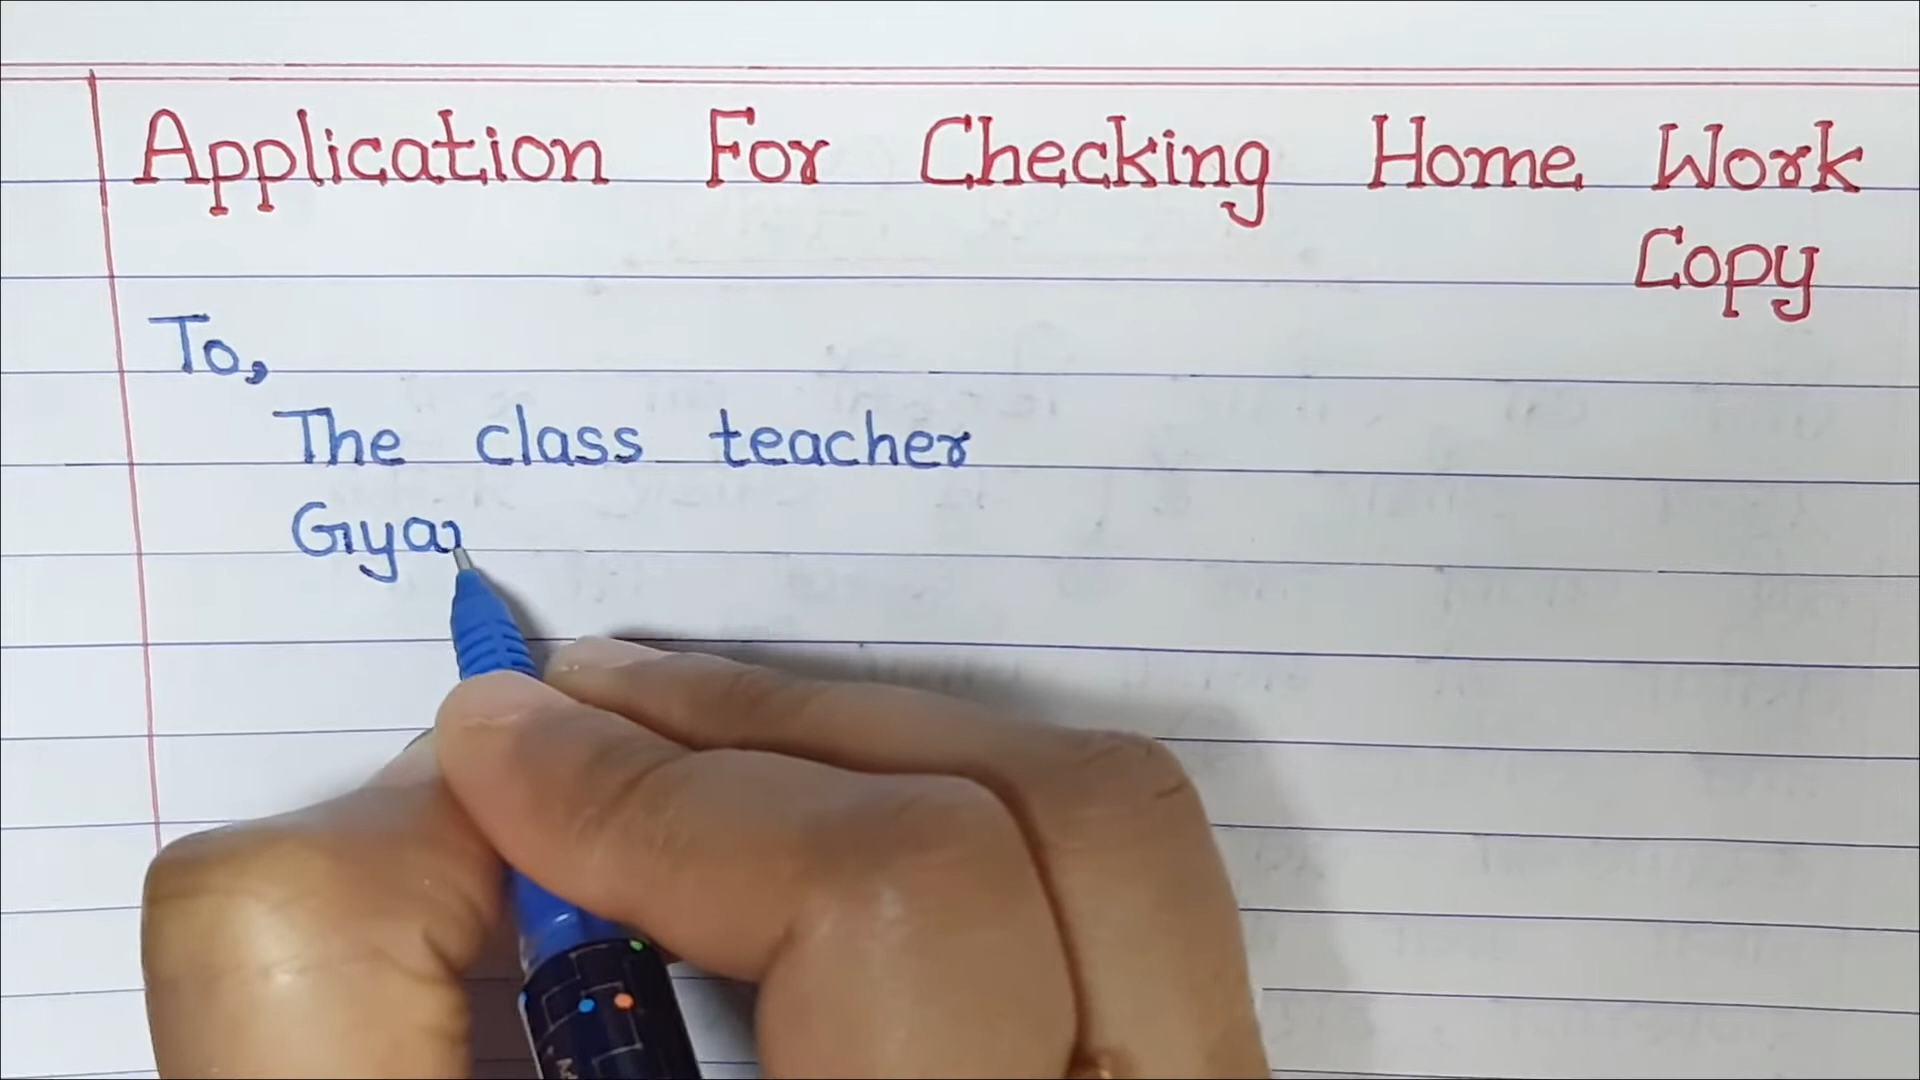 Application For Checking Home Work
Copy
To,
The class teacher
Gya